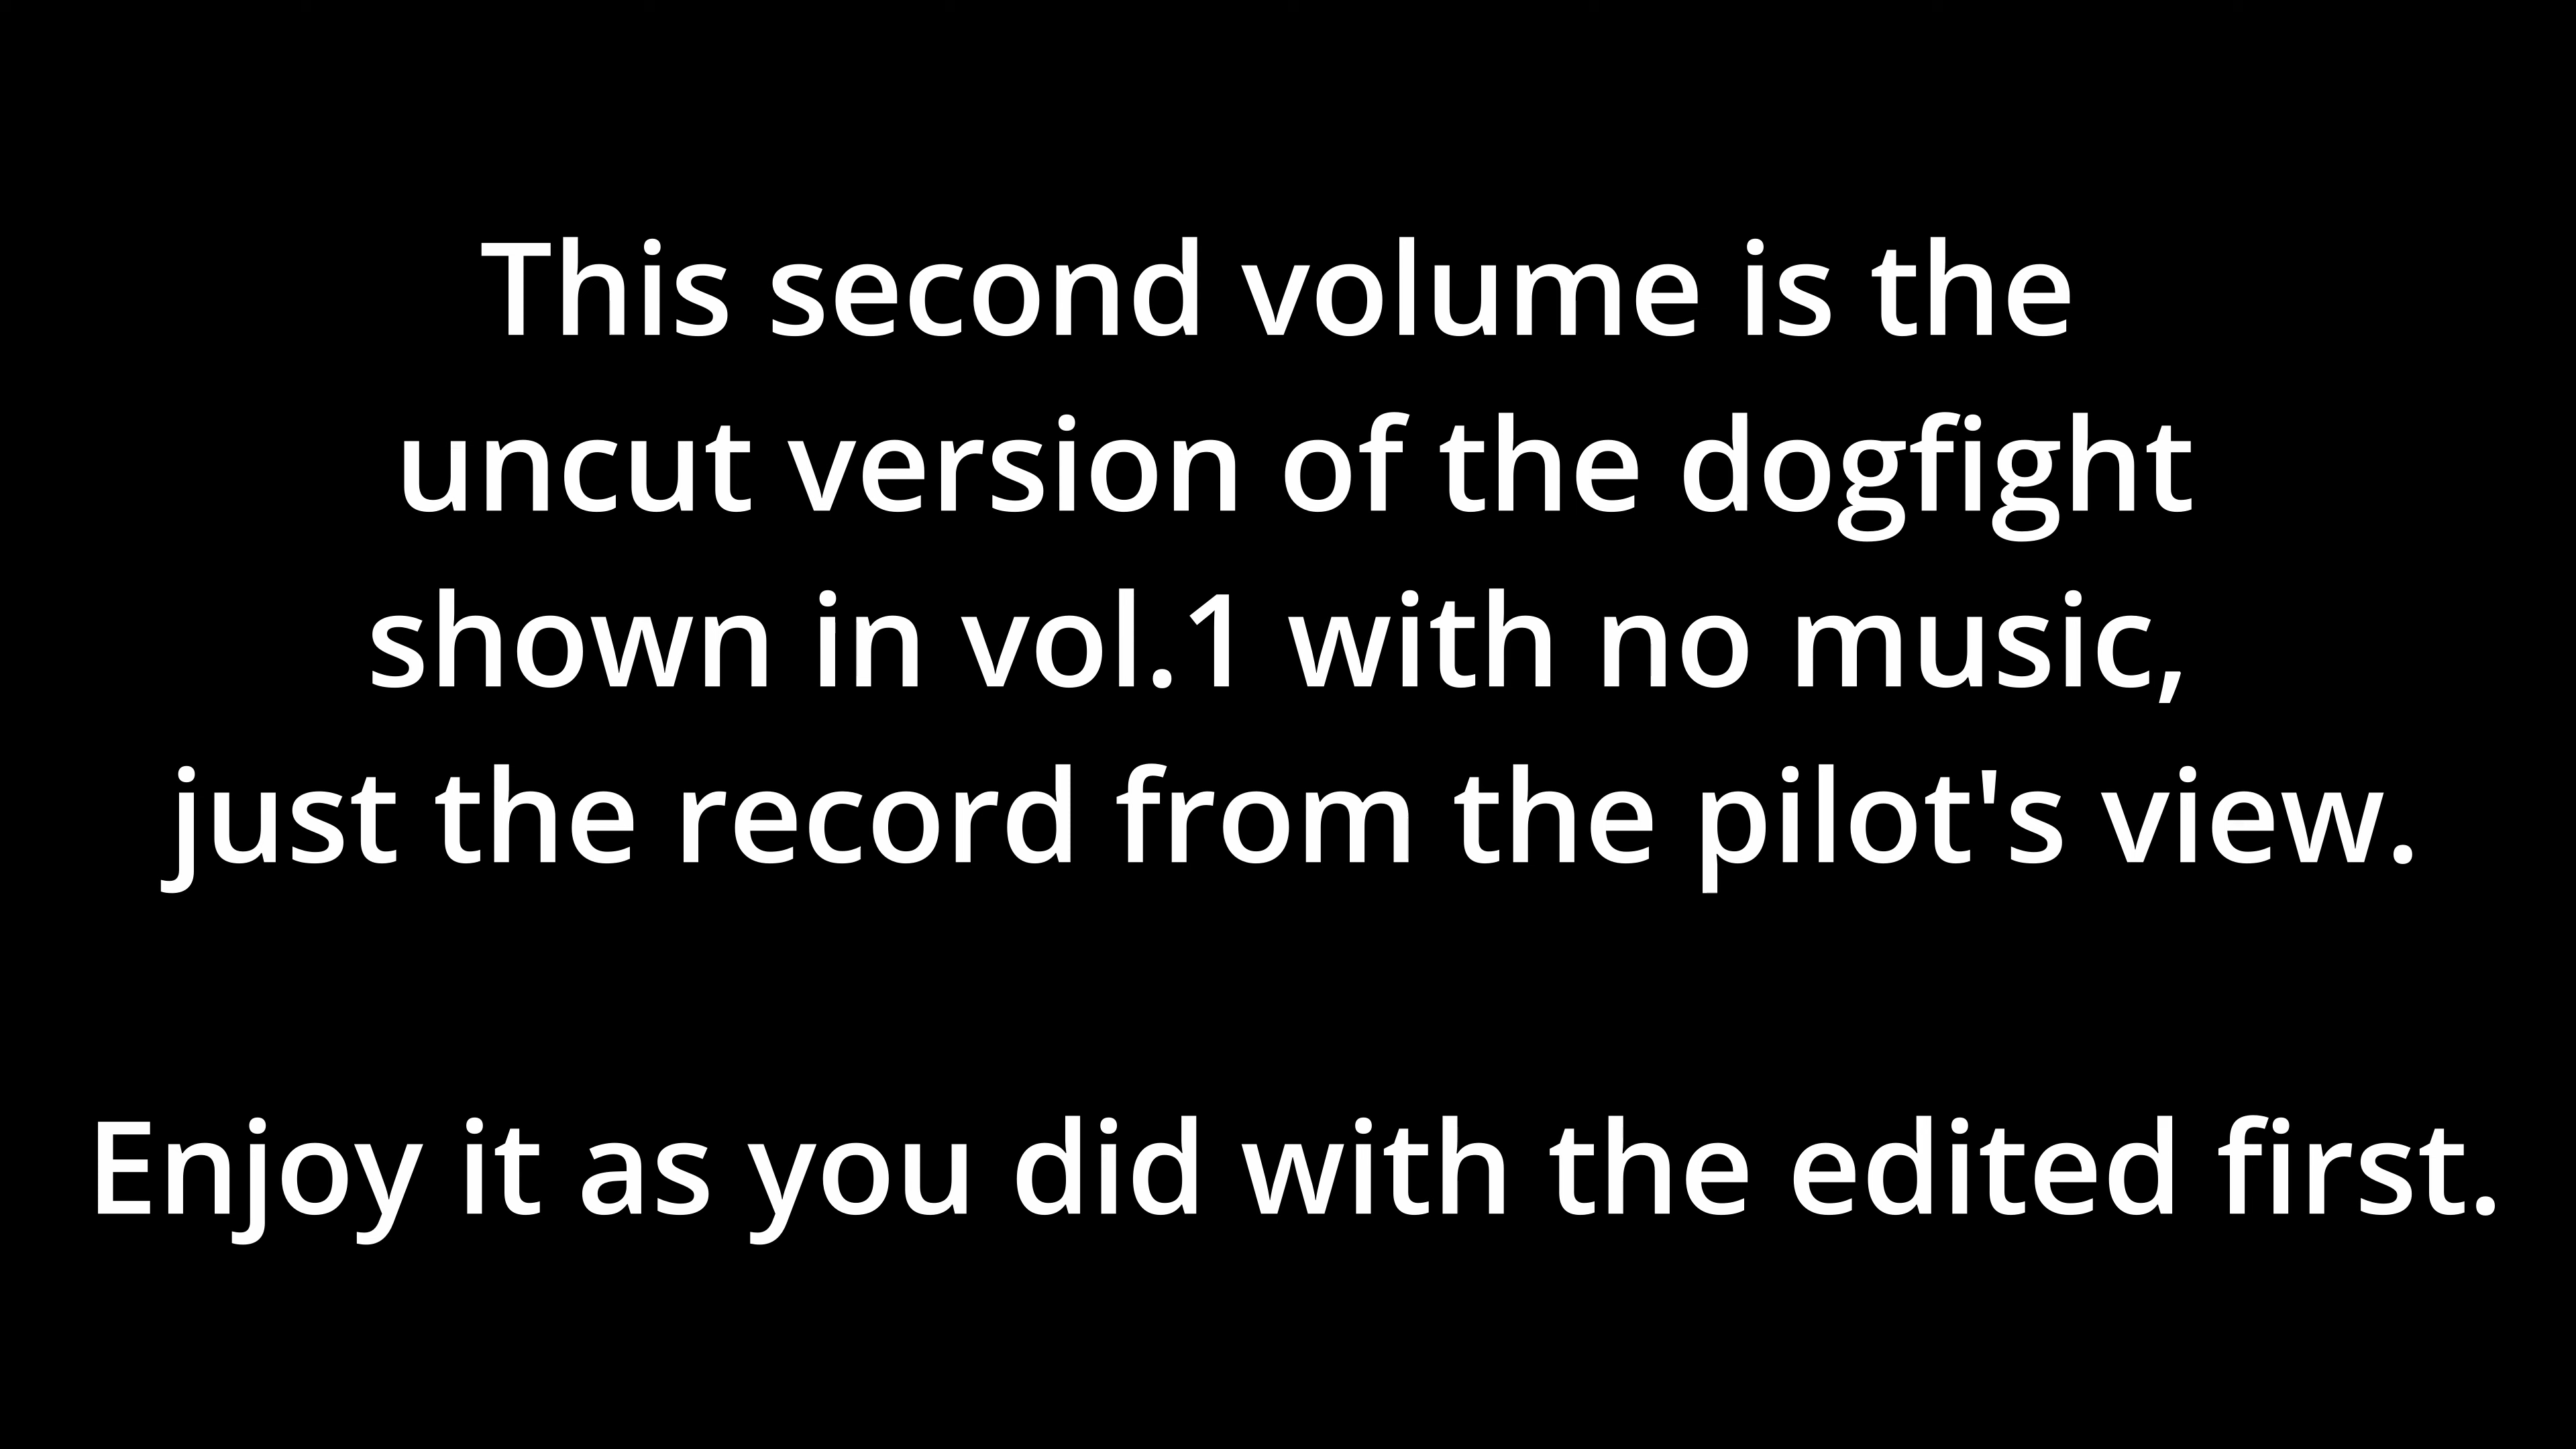 This second volume is the
uncut version of the dogfight
shown in vol.1 with no music,
just the record from the pilot's view.
Enjoy it as you did with the edited first.